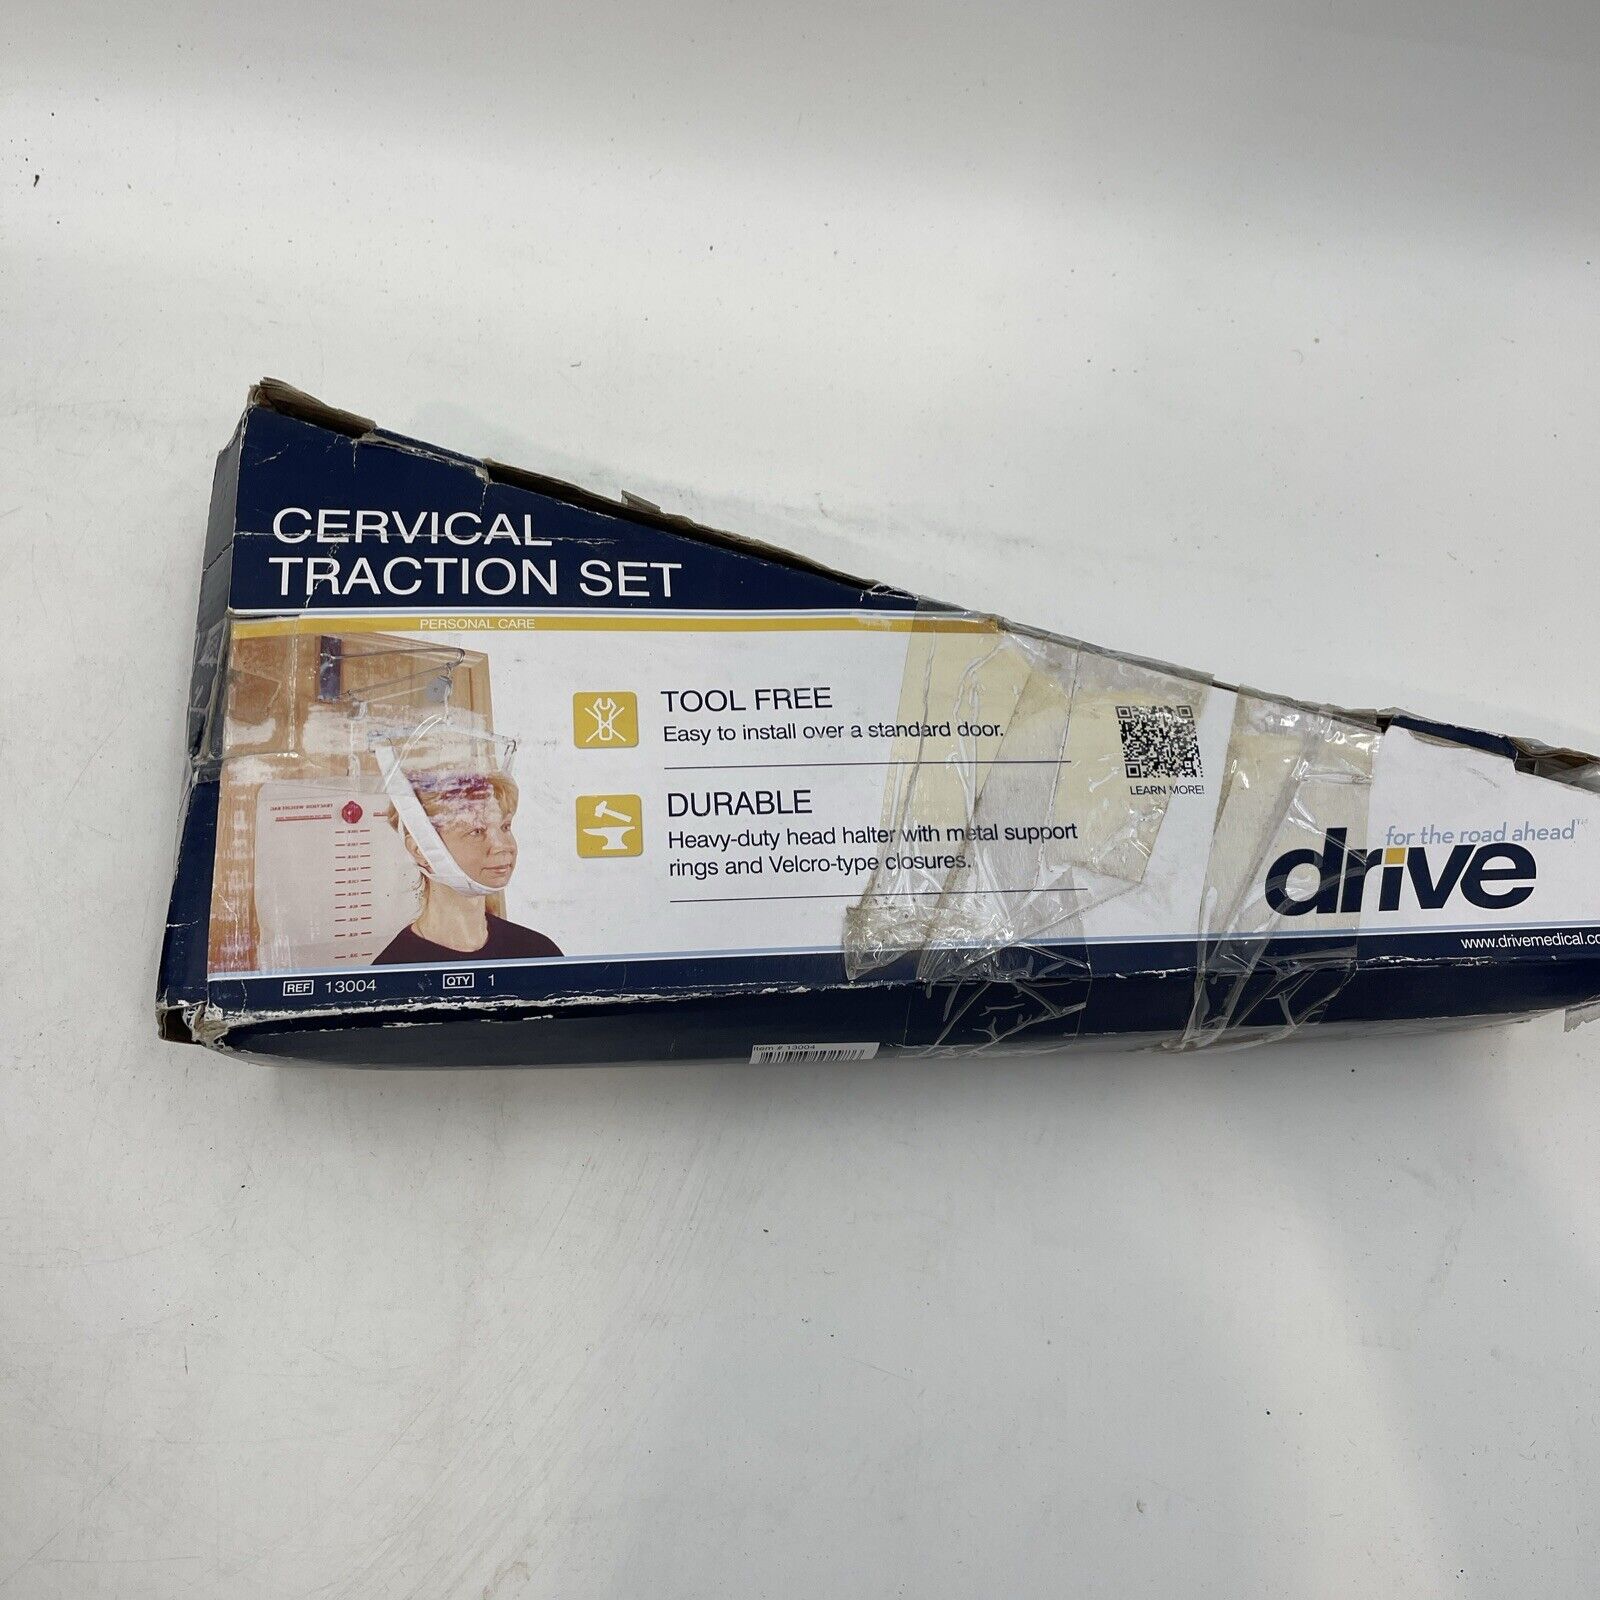 CERVICAL
TRACTION SET
PERSONAL CARE
TOOL FREE
Easy to install over a standard door.
DURABLE
Heavy-duty head halter with metal support
rings and Velcro-type closures.
LEARN MORE!
for the road ahead™
drive
www.drivemedical.co
REF 13004
QTY 1
Item # 13004